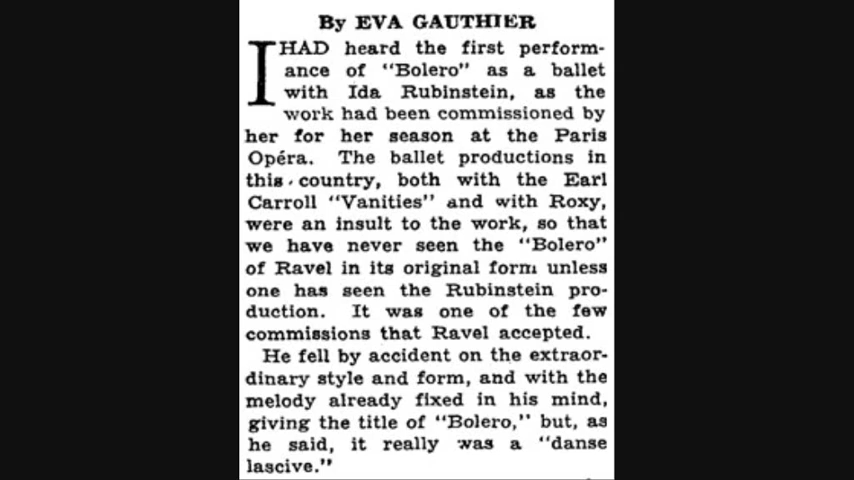 By EVA GAUTHIER
I HAD heard the first perform-
ance of "Bolero" as a ballet
with Ida Rubinstein, as the
work had been commissioned by
her for her season at the Paris
Opéra. The ballet productions in
this country, both with the Earl
Carroll "Vanities" and with Roxy,
were an insult to the work, so that
we have never seen the "Bolero"
of Ravel in its original form unless
one has seen the Rubinstein pro-
duction. It was one of the few
commissions that Ravel accepted.
He fell by accident on the extraor-
dinary style and form, and with the
melody already fixed in his mind,
giving the title of "Bolero," but, as
he said, it really was a "danse
lascive."